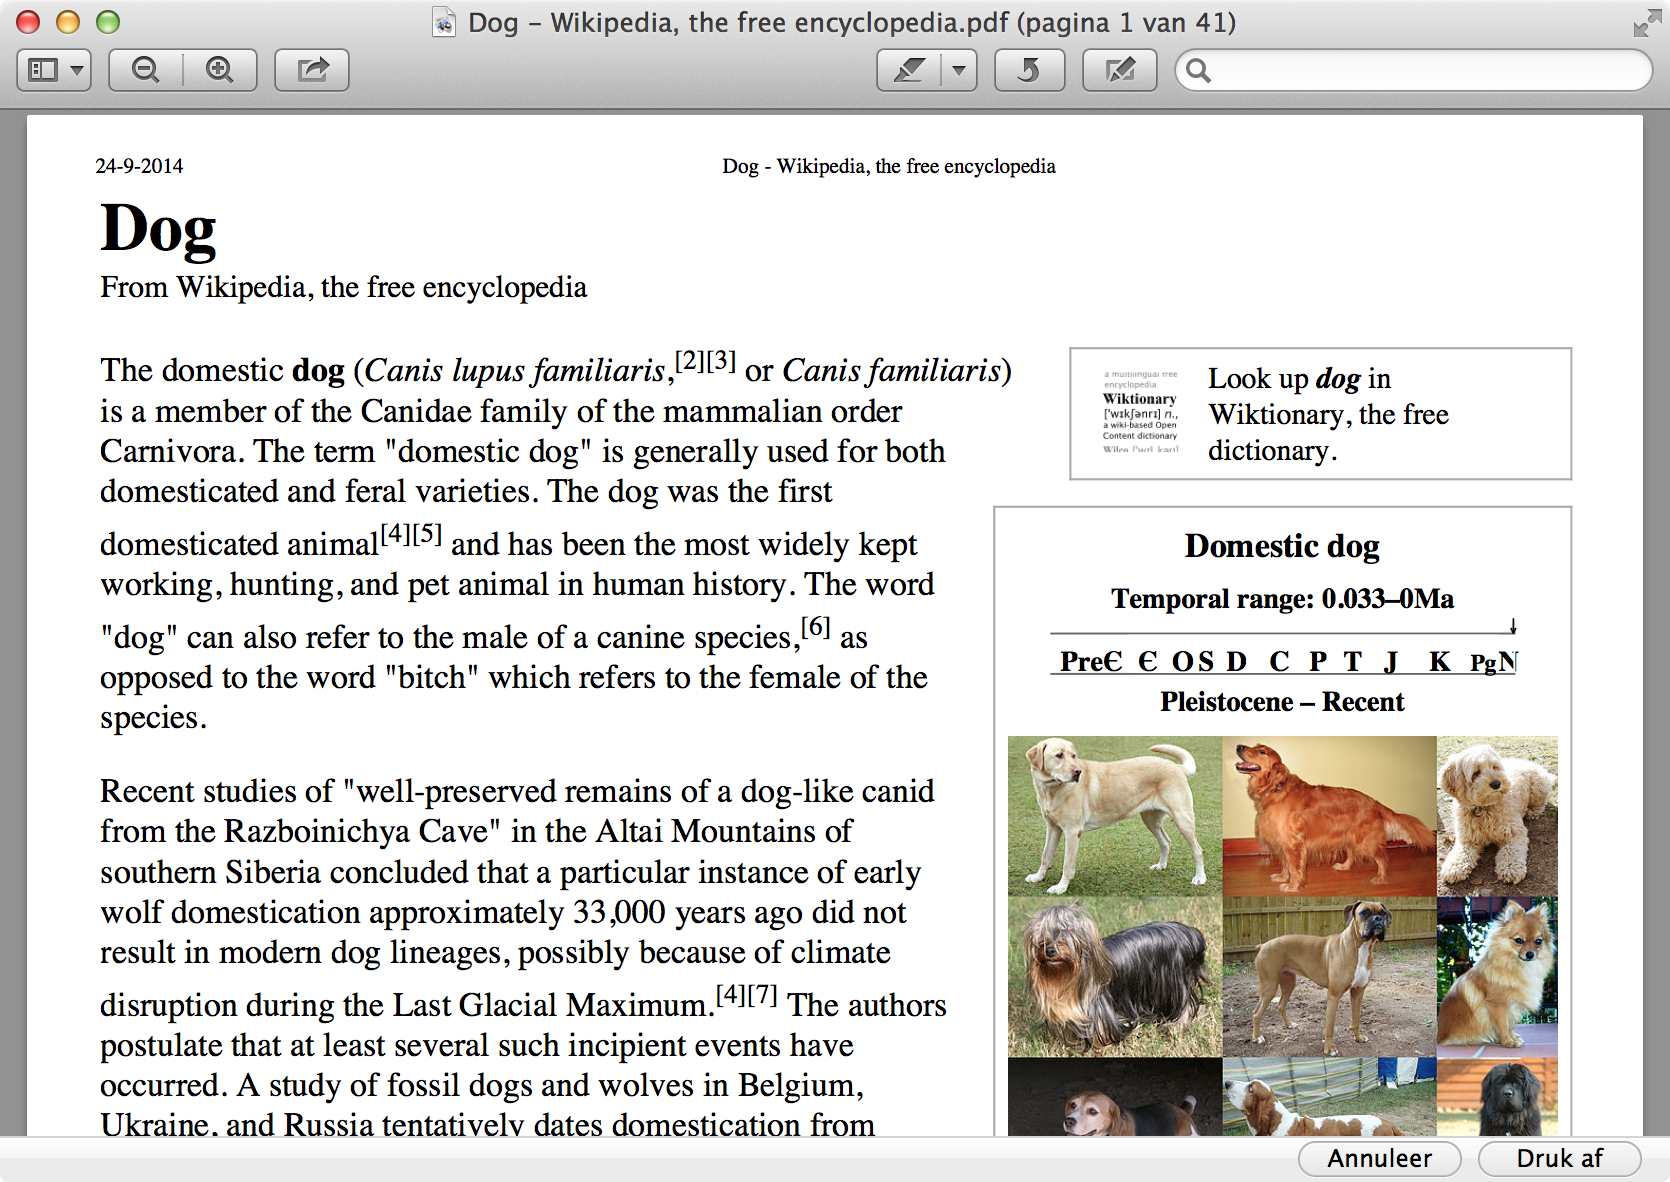 Dog – Wikipedia, the free encyclopedia.pdf (pagina 1 van 41)
24-9-2014
Dog - Wikipedia, the free encyclopedia
Dog
From Wikipedia, the free encyclopedia
The domestic dog (Canis lupus familiaris,[2][3] or Canis familiaris)
is a member of the Canidae family of the mammalian order
Carnivora. The term "domestic dog" is generally used for both
domesticated and feral varieties. The dog was the first
domesticated animal[4][5] and has been the most widely kept
working, hunting, and pet animal in human history. The word
"dog" can also refer to the male of a canine species,[6] as
opposed to the word "bitch" which refers to the female of the
species.
Recent studies of "well-preserved remains of a dog-like canid
from the Razboinichya Cave" in the Altai Mountains of
southern Siberia concluded that a particular instance of early
wolf domestication approximately 33,000 years ago did not
result in modern dog lineages, possibly because of climate
disruption during the Last Glacial Maximum.[4][7] The authors
postulate that at least several such incipient events have
occurred. A study of fossil dogs and wolves in Belgium,
Ukraine, and Russia tentatively dates domestication from
a multilingual free
encyclopedia
Wiktionary
['wɪkʃənrɪ] n.,
a wiki-based Open
Content dictionary
Look up dog in
Wiktionary, the free
dictionary.
Domestic dog
Temporal range: 0.033–0Ma
↓
PreЄ Є O S D C P T J K Pg N
Pleistocene – Recent
Annuleer
Druk af